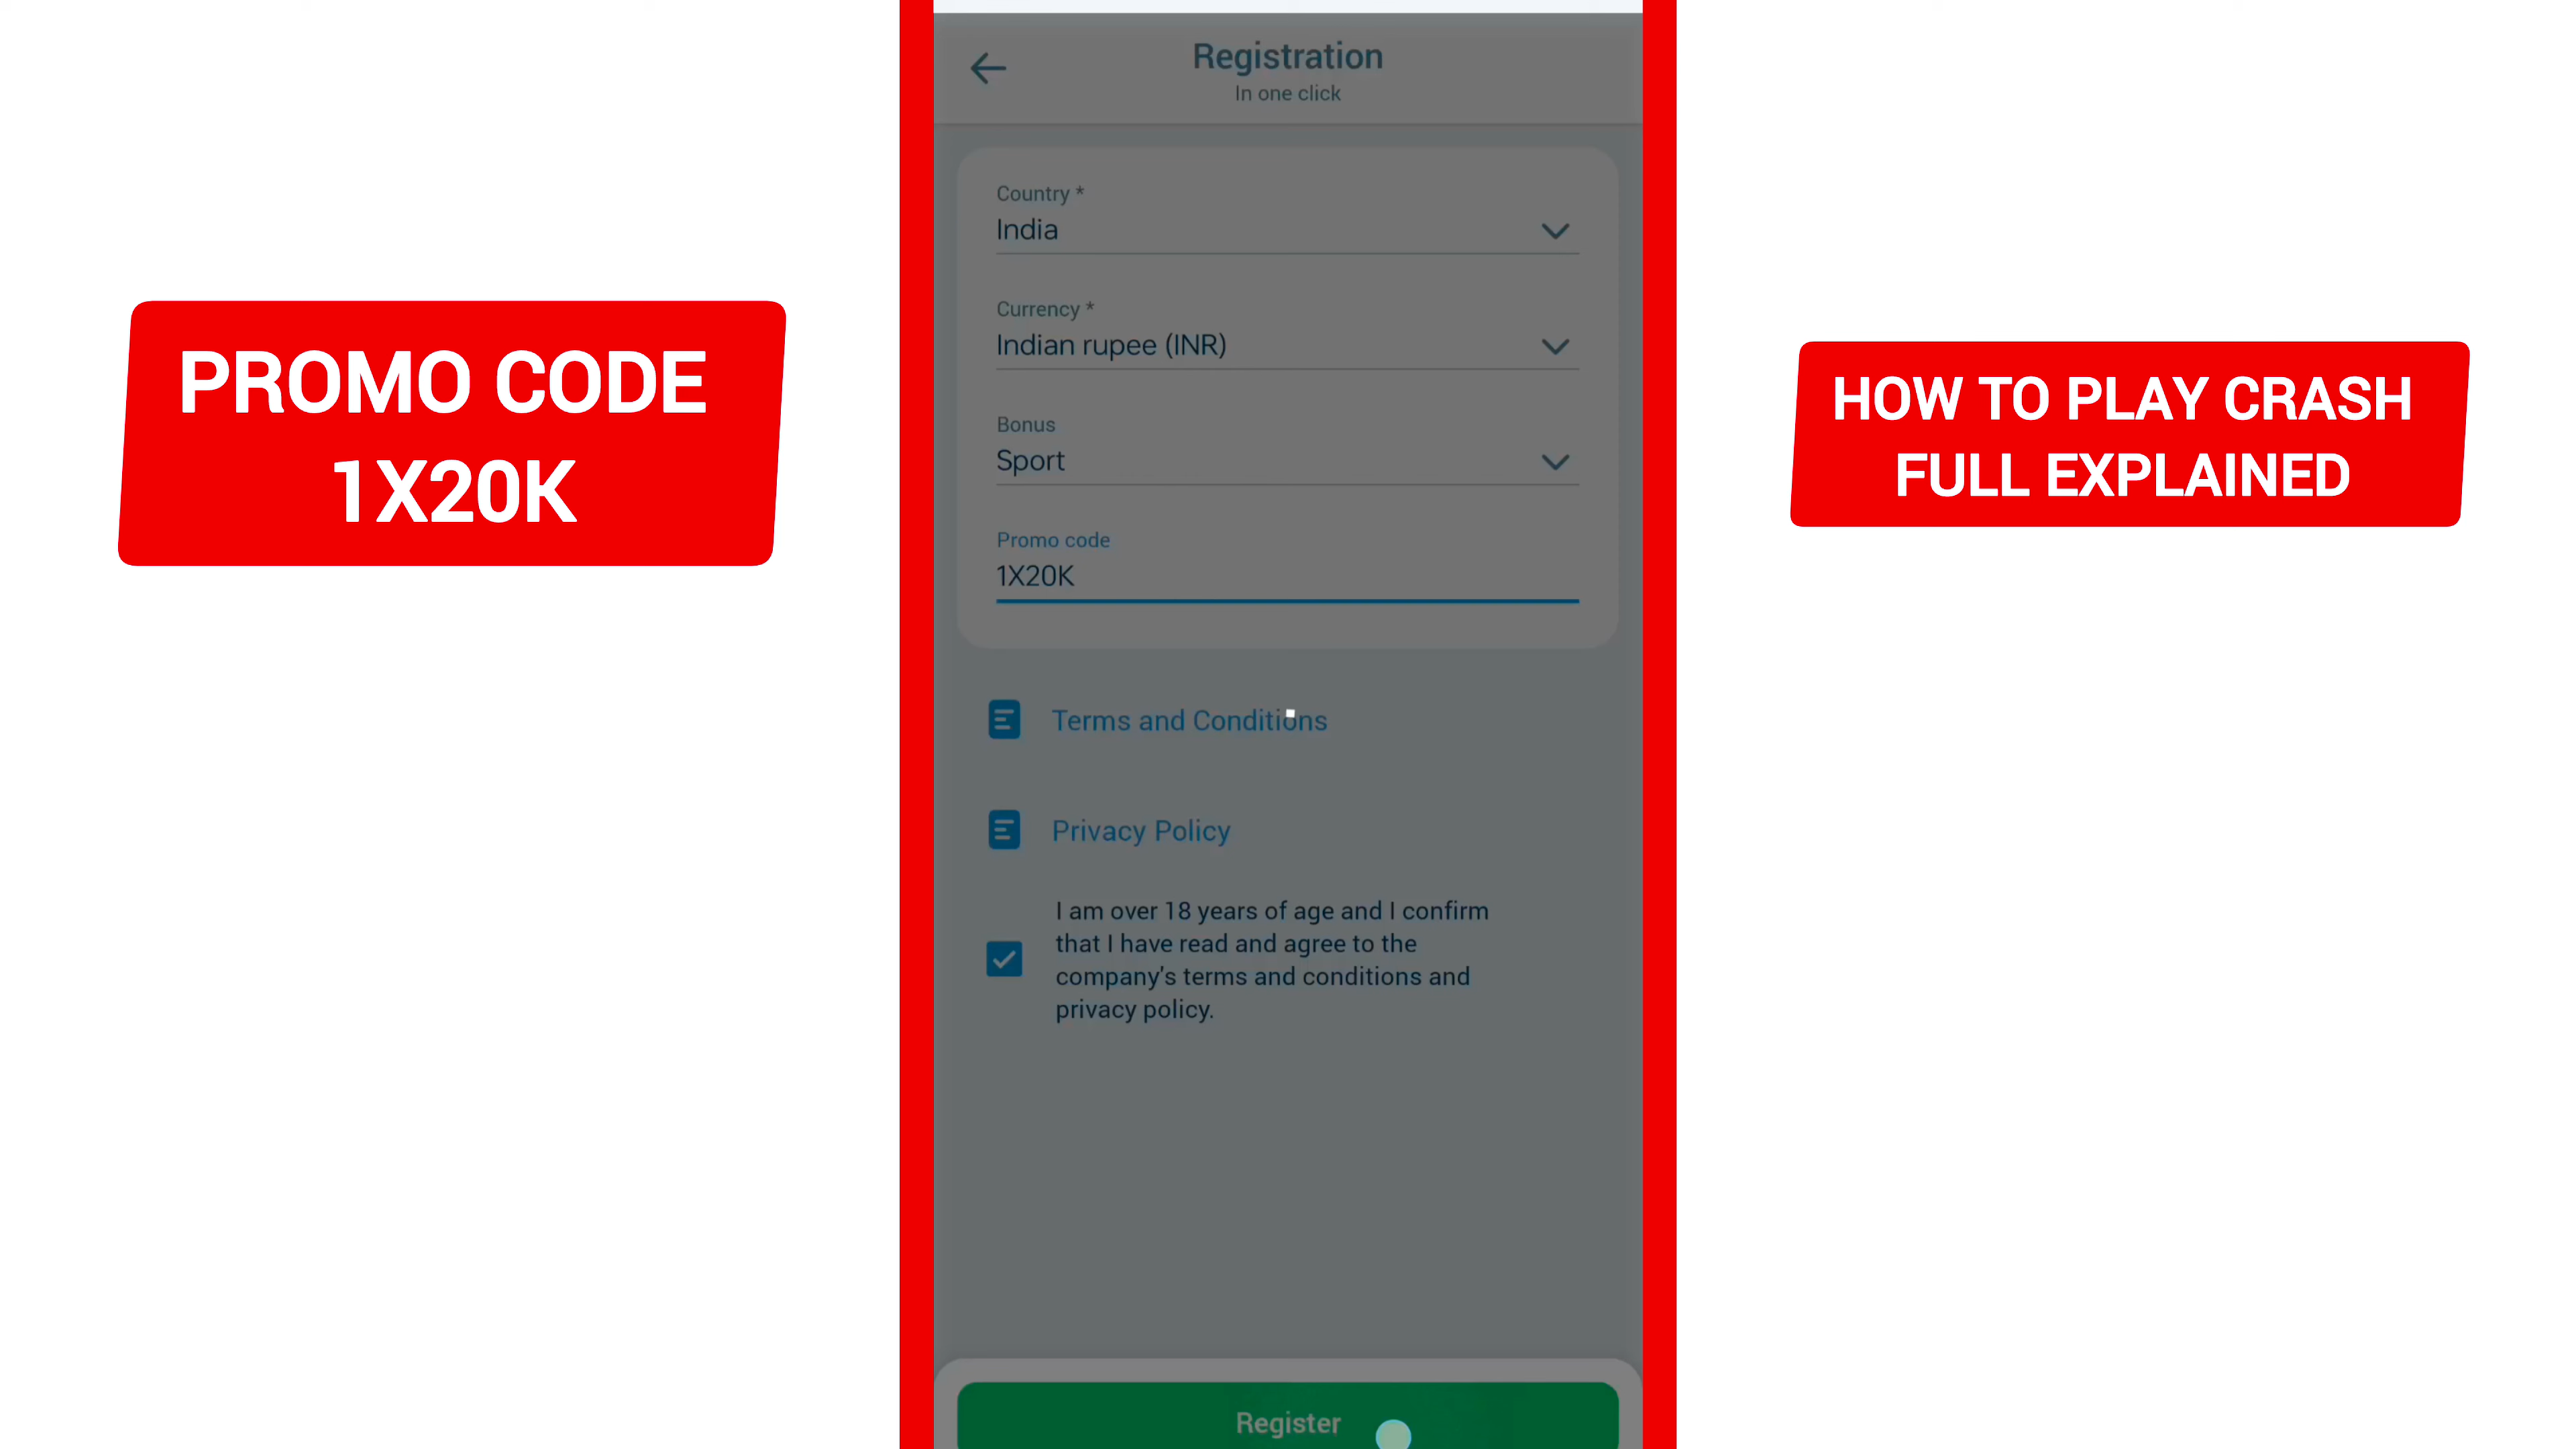 PROMO CODE
1X20K
Registration
In one click
Country *
India
Currency *
Indian rupee (INR)
Bonus
Sport
Promo code
1X20K
Terms and Conditions
Privacy Policy
I am over 18 years of age and I confirm
that I have read and agree to the
company's terms and conditions and
privacy policy.
Register
HOW TO PLAY CRASH
FULL EXPLAINED